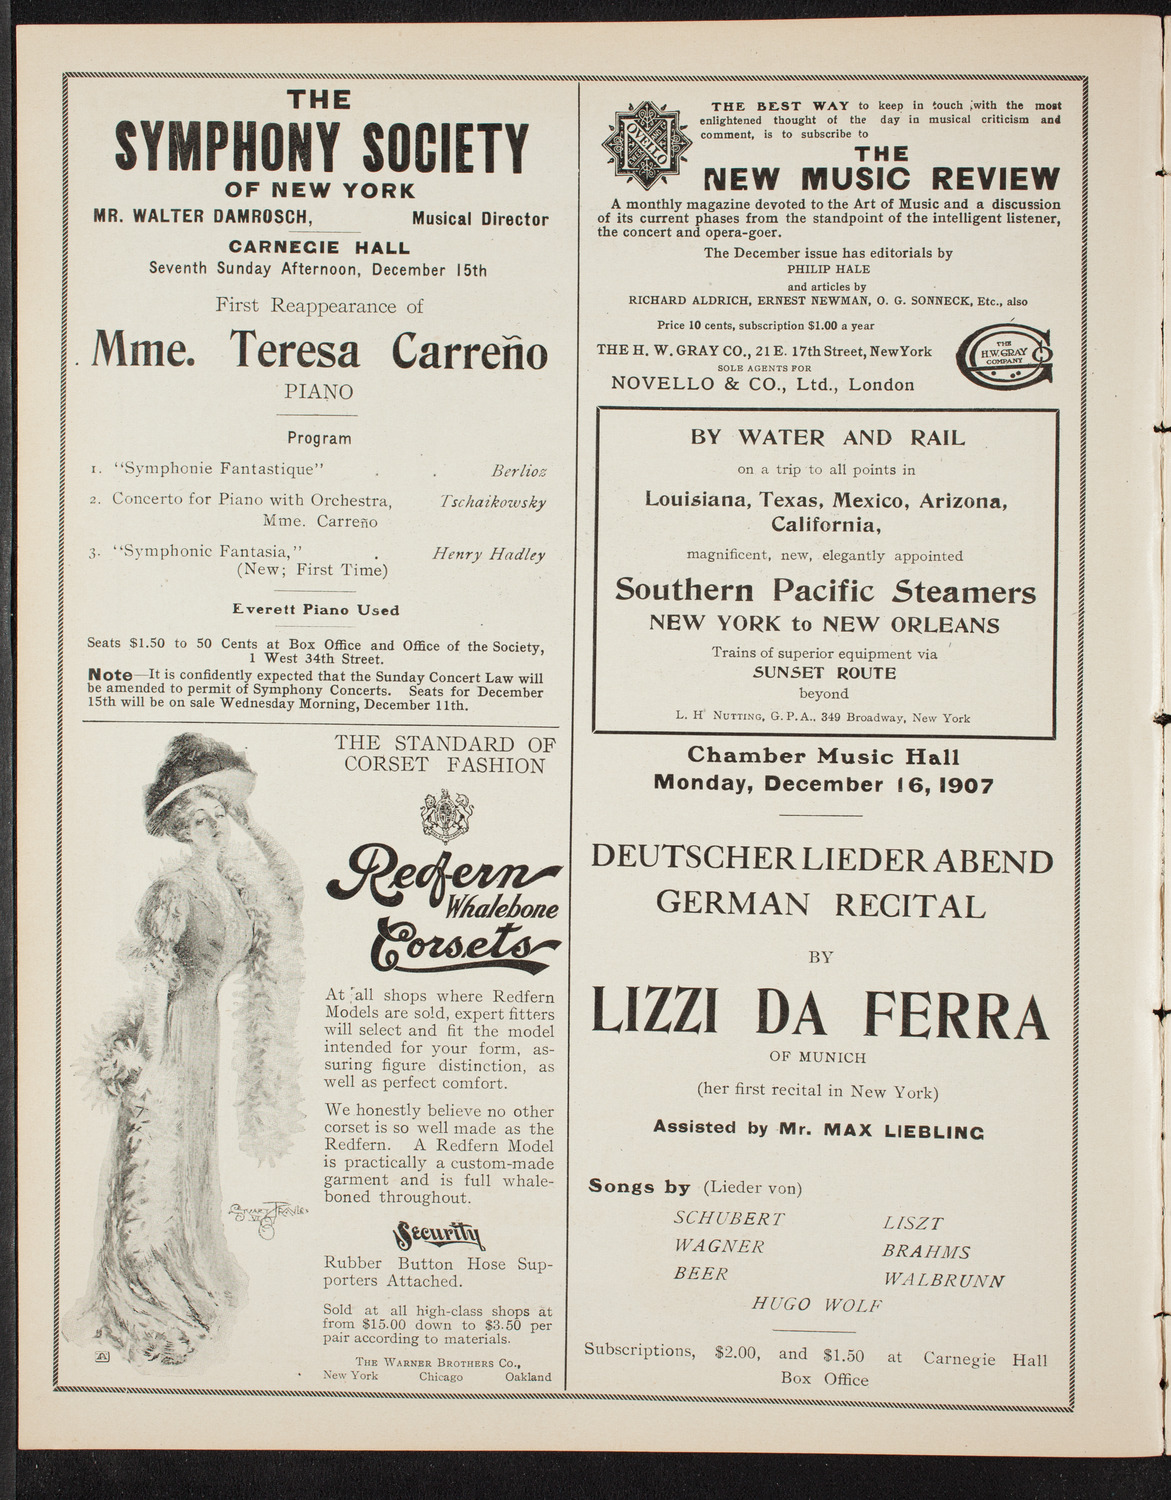 THE
SYMPHONY SOCIETY
OF NEW YORK
MR. WALTER DAMROSCH, Musical Director
CARNEGIE HALL
Seventh Sunday Afternoon, December 15th
First Reappearance of
Mme. Teresa Carreño
PIANO
Program
1. “Symphonie Fantastique” . . Berlioz
2. Concerto for Piano with Orchestra, Tschaikowsky
Mme. Carreño
3. “Symphonic Fantasia,” . Henry Hadley
(New; First Time)
Everett Piano Used
Seats $1.50 to 50 Cents at Box Office and Office of the Society,
1 West 34th Street.
Note—It is confidently expected that the Sunday Concert Law will
be amended to permit of Symphony Concerts. Seats for December
15th will be on sale Wednesday Morning, December 11th.
THE STANDARD OF
CORSET FASHION
Redfern
Whalebone
Corsets
At all shops where Redfern
Models are sold, expert fitters
will select and fit the model
intended for your form, as-
suring figure distinction, as
well as perfect comfort.
We honestly believe no other
corset is so well made as the
Redfern. A Redfern Model
is practically a custom-made
garment and is full whale-
boned throughout.
Security
Rubber Button Hose Sup-
porters Attached.
Sold at all high-class shops at
from $15.00 down to $3.50 per
pair according to materials.
THE WARNER BROTHERS CO.,
New York Chicago Oakland
NOVELLO
THE BEST WAY to keep in touch with the most
enlightened thought of the day in musical criticism and
comment, is to subscribe to
THE
NEW MUSIC REVIEW
A monthly magazine devoted to the Art of Music and a discussion
of its current phases from the standpoint of the intelligent listener,
the concert and opera-goer.
The December issue has editorials by
PHILIP HALE
and articles by
RICHARD ALDRICH, ERNEST NEWMAN, O. G. SONNECK, Etc., also
Price 10 cents, subscription $1.00 a year
THE H. W. GRAY CO., 21 E. 17th Street, New York
SOLE AGENTS FOR
NOVELLO & CO., Ltd., London
THE
H.W. GRAY
COMPANY
BY WATER AND RAIL
on a trip to all points in
Louisiana, Texas, Mexico, Arizona,
California,
magnificent, new, elegantly appointed
Southern Pacific Steamers
NEW YORK to NEW ORLEANS
Trains of superior equipment via
SUNSET ROUTE
beyond
L. H NUTTING, G. P. A., 349 Broadway, New York
Chamber Music Hall
Monday, December 16, 1907
DEUTSCHER LIEDER ABEND
GERMAN RECITAL
BY
LIZZI DA FERRA
OF MUNICH
(her first recital in New York)
Assisted by Mr. MAX LIEBLING
Songs by (Lieder von)
SCHUBERT LISZT
WAGNER BRAHMS
BEER WALBRUNN
HUGO WOLF
Subscriptions, $2.00, and $1.50 at Carnegie Hall
Box Office